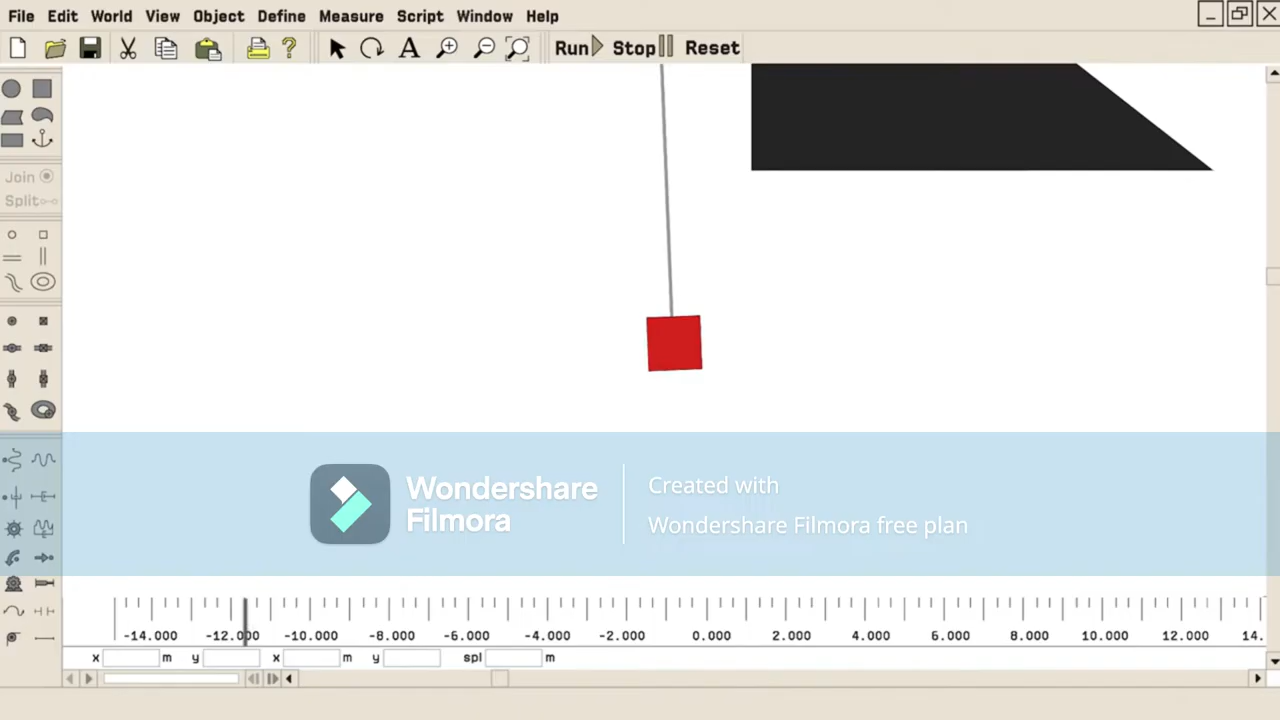 File Edit World View Object Define Measure Script Window Help
A Run Stop Reset
Join
Split
Wondershare
Filmora
Created with
Wondershare Filmora free plan
-14.000 -12.000 -10.000 -8.000 -6.000 -4.000 -2.000 0.000 2.000 4.000 6.000 8.000 10.000 12.000 14.
x m y x m y spl m